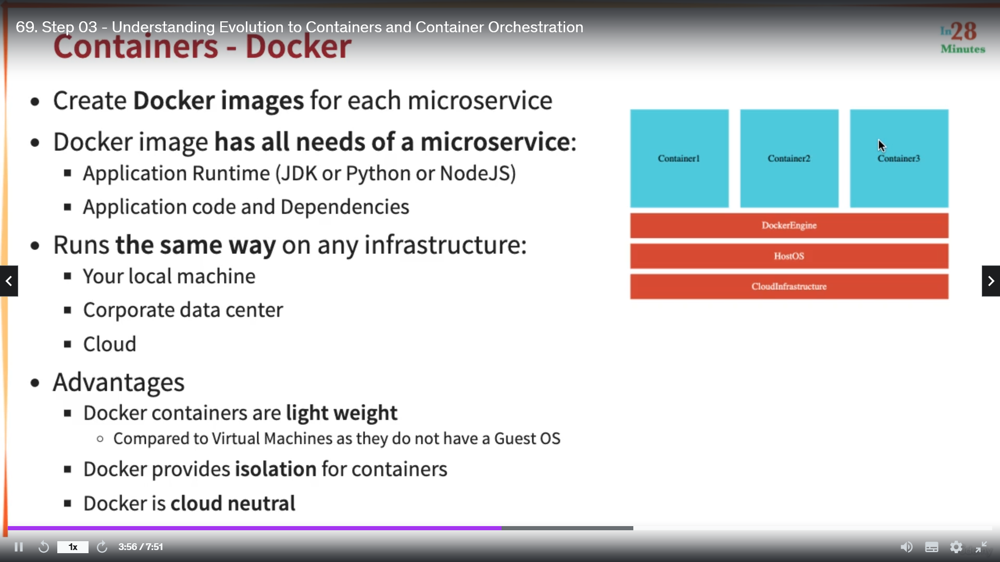 69. Step 03 - Understanding Evolution to Containers and Container Orchestration
In28
Minutes
Containers - Docker
• Create Docker images for each microservice
• Docker image has all needs of a microservice:
▪ Application Runtime (JDK or Python or NodeJS)
▪ Application code and Dependencies
• Runs the same way on any infrastructure:
▪ Your local machine
▪ Corporate data center
▪ Cloud
• Advantages
▪ Docker containers are light weight
○ Compared to Virtual Machines as they do not have a Guest OS
▪ Docker provides isolation for containers
▪ Docker is cloud neutral
Container1
Container2
Container3
DockerEngine
HostOS
CloudInfrastructure
1x
3:56 / 7:51